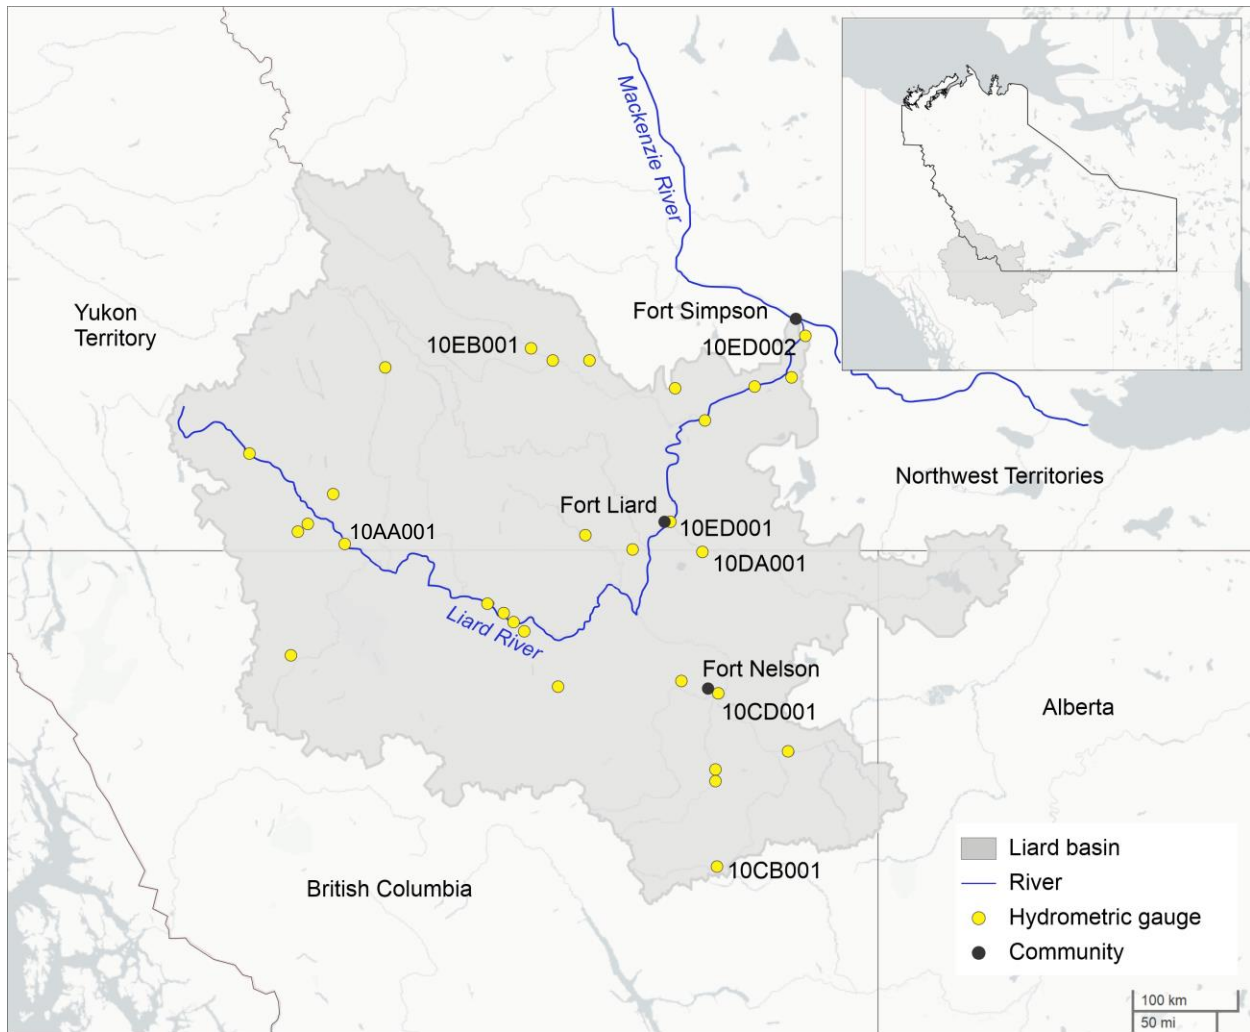 Mackenzie River
Fort Simpson
Yukon
Territory
10EB001
10ED002
Northwest Territories
Fort Liard
10AA001
10ED001
10DA001
Liard River
Fort Nelson
10CD001
Alberta
10CB001
British Columbia
Liard basin
River
Hydrometric gauge
Community
100 km
50 mi